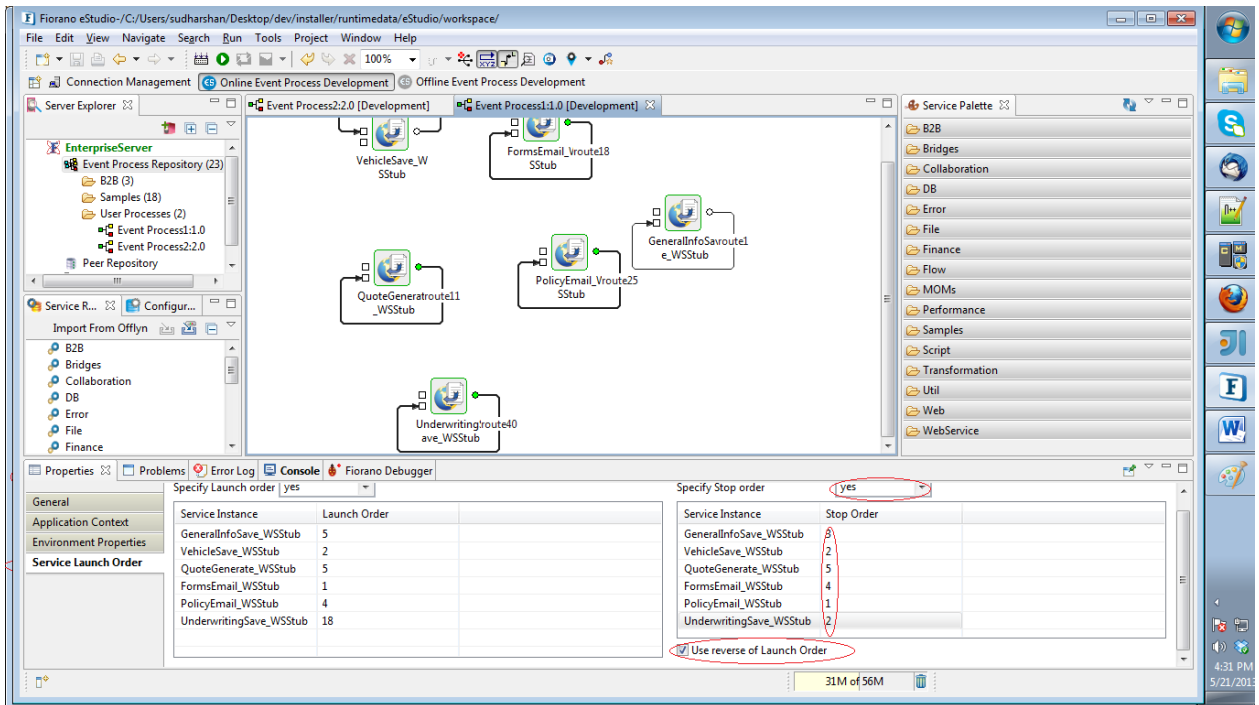 Fiorano eStudio-/C:/Users/sudharshan/Desktop/dev/installer/runtimedata/eStudio/workspace/
File Edit View Navigate Search Run Tools Project Window Help
100%
Connection Management Online Event Process Development Offline Event Process Development
Server Explorer
EnterpriseServer
Event Process Repository (23)
B2B (3)
Samples (18)
User Processes (2)
Event Process1:1.0
Event Process2:2.0
Peer Repository
Service R... Configur...
Import From Offlyn
B2B
Bridges
Collaboration
DB
Error
File
Finance
Event Process2:2.0 [Development] Event Process1:1.0 [Development]
VehicleSave_W
SStub
FormsEmail_Vroute18
SStub
GeneralInfoSavroute1
e_WSStub
PolicyEmail_Vroute25
SStub
QuoteGeneratroute11
_WSStub
Underwriting!route40
ave_WSStub
Service Palette
B2B
Bridges
Collaboration
DB
Error
File
Finance
Flow
MOMs
Performance
Samples
Script
Transformation
Util
Web
WebService
Properties Problems Error Log Console Fiorano Debugger
General
Application Context
Environment Properties
Service Launch Order
Specify Launch order yes
Service Instance Launch Order
GeneralInfoSave_WSStub 5
VehicleSave_WSStub 2
QuoteGenerate_WSStub 5
FormsEmail_WSStub 1
PolicyEmail_WSStub 4
UnderwritingSave_WSStub 18
Specify Stop order yes
Service Instance Stop Order
GeneralInfoSave_WSStub 3
VehicleSave_WSStub 2
QuoteGenerate_WSStub 5
FormsEmail_WSStub 4
PolicyEmail_WSStub 1
UnderwritingSave_WSStub 2
Use reverse of Launch Order
31M of 56M
4:31 PM
5/21/201